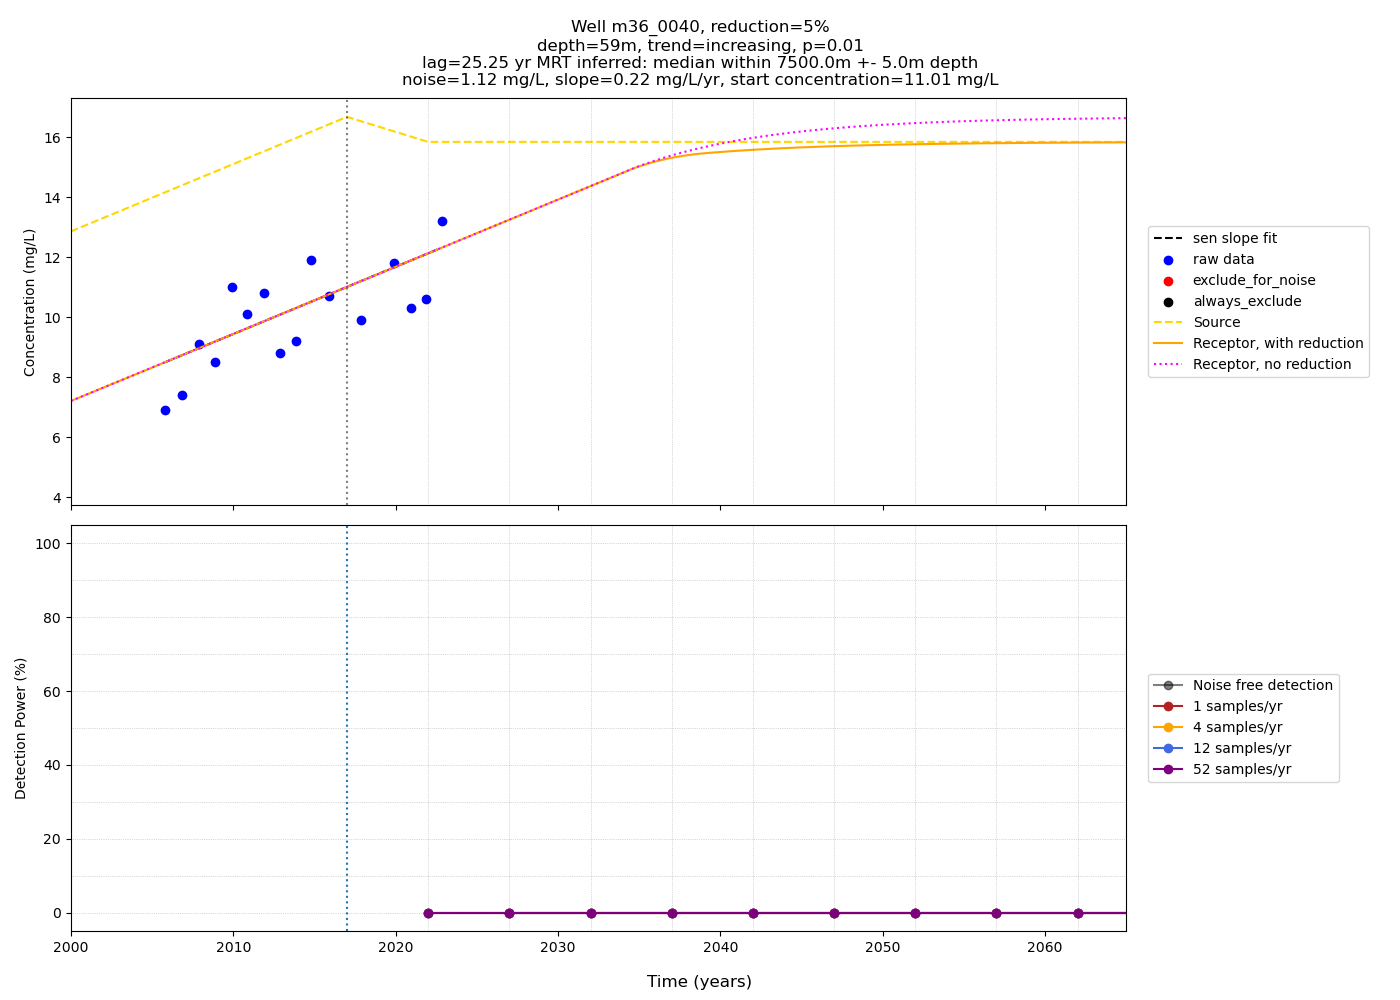 Well m36_0040, reduction=5%
depth=59m, trend=increasing, p=0.01
lag=25.25 yr MRT inferred: median within 7500.0m +- 5.0m depth
noise=1.12 mg/L, slope=0.22 mg/L/yr, start concentration=11.01 mg/L
Concentration (mg/L)
16
14
12
10
8
6
4
sen slope fit
raw data
exclude_for_noise
always_exclude
Source
Receptor, with reduction
Receptor, no reduction
Detection Power (%)
100
80
60
40
20
0
Noise free detection
1 samples/yr
4 samples/yr
12 samples/yr
52 samples/yr
2000 2010 2020 2030 2040 2050 2060
Time (years)